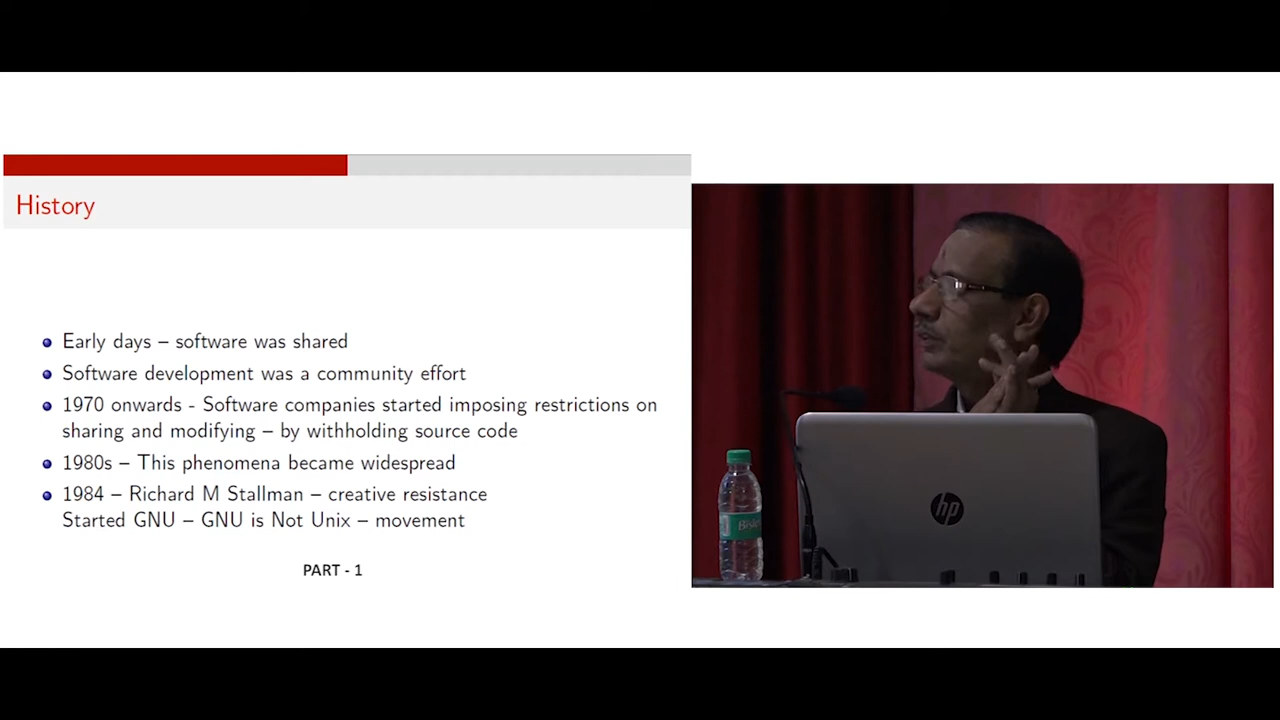 History
Early days – software was shared
Software development was a community effort
1970 onwards - Software companies started imposing restrictions on
sharing and modifying – by withholding source code
1980s – This phenomena became widespread
1984 – Richard M Stallman – creative resistance
Started GNU – GNU is Not Unix – movement
PART - 1
hp